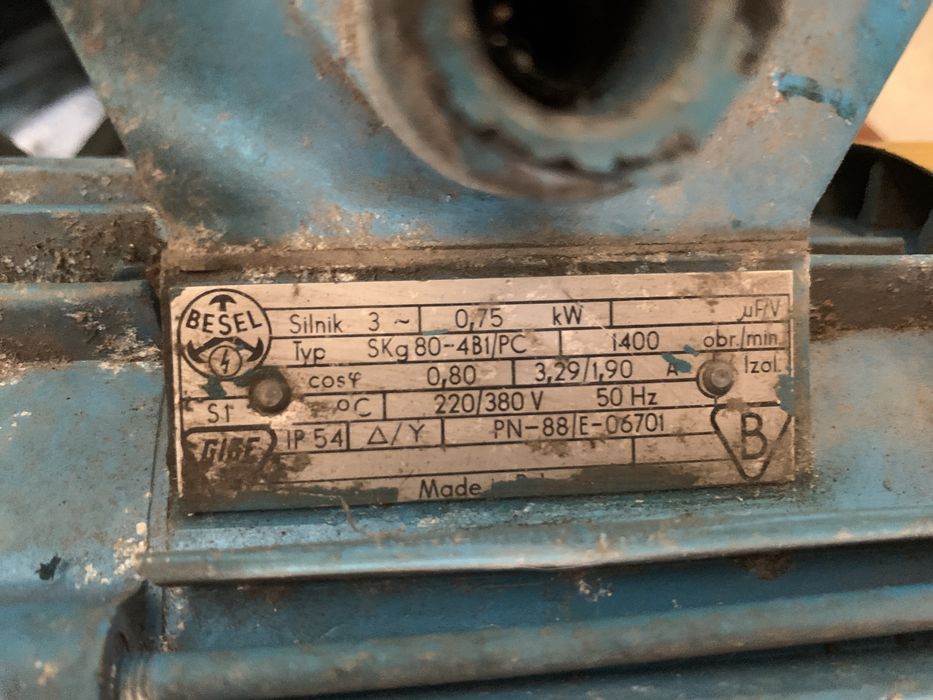 BESEL
Silnik 3 ~ 0,75 kW µF/V
Typ SKg 80-4B1/PC 1400 obr./min.
cosφ 0,80 3,29/1,90 A Izol.
S1 °C 220/380 V 50 Hz
IP 54 Δ/Y PN-88/E-06701 B
Made